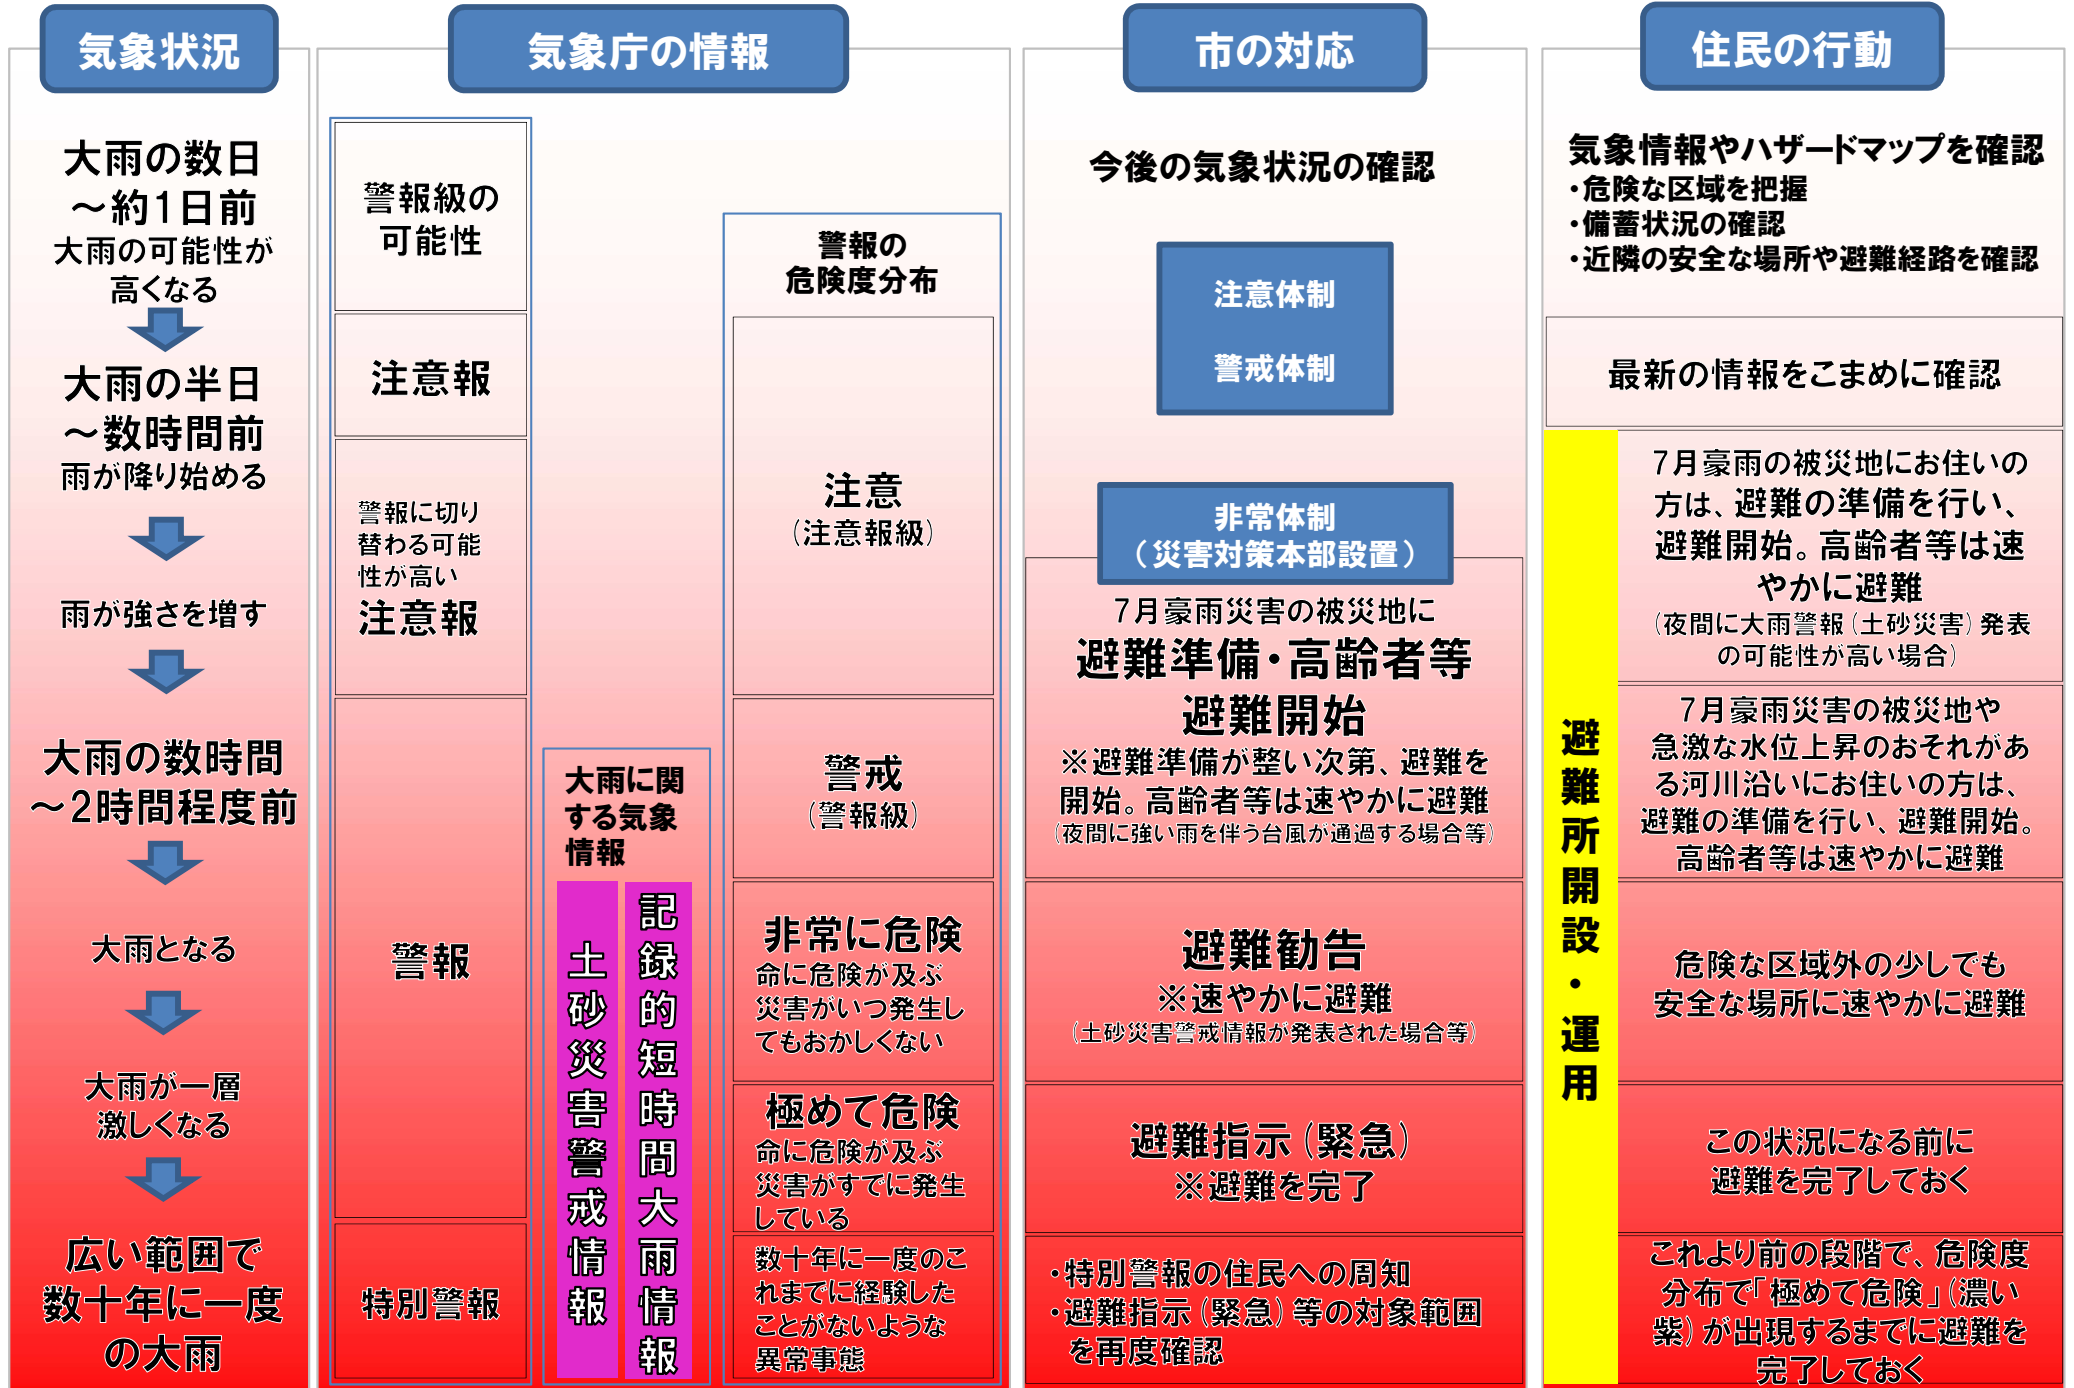 気象状況
大雨の数日
～約1日前
大雨の可能性が
高くなる
大雨の半日
～数時間前
雨が降り始める
雨が強さを増す
大雨の数時間
～2時間程度前
大雨となる
大雨が一層
激しくなる
広い範囲で
数十年に一度
の大雨
気象庁の情報
警報級の
可能性
注意報
警報に切り
替わる可能
性が高い
注意報
警報
特別警報
大雨に関
する気象
情報
土砂災害警戒情報
記録的短時間大雨情報
警報の
危険度分布
注意
（注意報級）
警戒
（警報級）
非常に危険
命に危険が及ぶ
災害がいつ発生し
てもおかしくない
極めて危険
命に危険が及ぶ
災害がすでに発生
している
数十年に一度のこ
れまでに経験した
ことがないような
異常事態
市の対応
今後の気象状況の確認
注意体制
警戒体制
非常体制
（災害対策本部設置）
7月豪雨災害の被災地に
避難準備・高齢者等
避難開始
※避難準備が整い次第、避難を
開始。高齢者等は速やかに避難
（夜間に強い雨を伴う台風が通過する場合等）
避難勧告
※速やかに避難
（土砂災害警戒情報が発表された場合等）
避難指示（緊急）
※避難を完了
・特別警報の住民への周知
・避難指示（緊急）等の対象範囲
を再度確認
住民の行動
気象情報やハザードマップを確認
・危険な区域を把握
・備蓄状況の確認
・近隣の安全な場所や避難経路を確認
最新の情報をこまめに確認
避難所開設・運用
7月豪雨の被災地にお住いの
方は、避難の準備を行い、
避難開始。高齢者等は速
やかに避難
（夜間に大雨警報（土砂災害）発表
の可能性が高い場合）
7月豪雨災害の被災地や
急激な水位上昇のおそれがあ
る河川沿いにお住いの方は、
避難の準備を行い、避難開始。
高齢者等は速やかに避難
危険な区域外の少しでも
安全な場所に速やかに避難
この状況になる前に
避難を完了しておく
これより前の段階で、危険度
分布で「極めて危険」（濃い
紫）が出現するまでに避難を
完了しておく